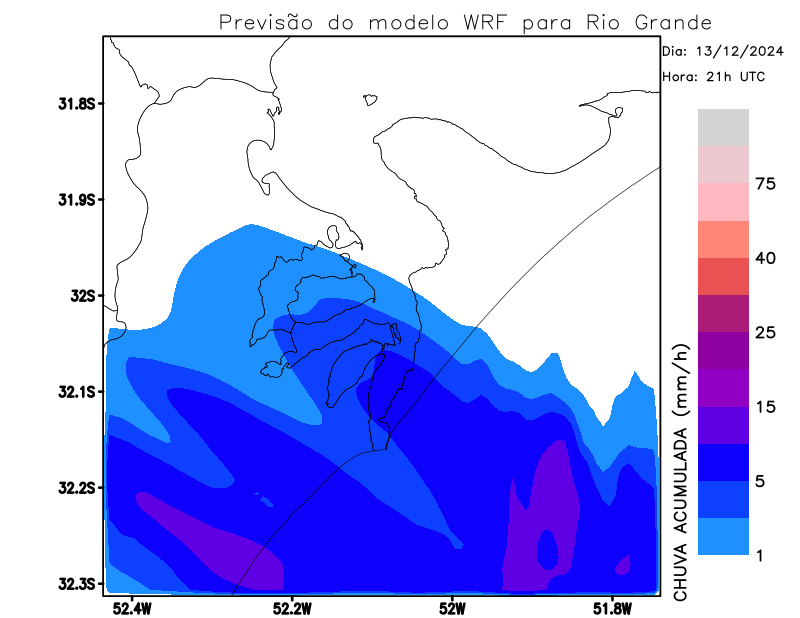 Previsão do modelo WRF para Rio Grande
Dia: 13/12/2024
Hora: 21h UTC
31.8S
31.9S
32S
32.1S
32.2S
32.3S
52.4W
52.2W
52W
51.8W
75
40
25
15
5
1
CHUVA ACUMULADA (mm/h)